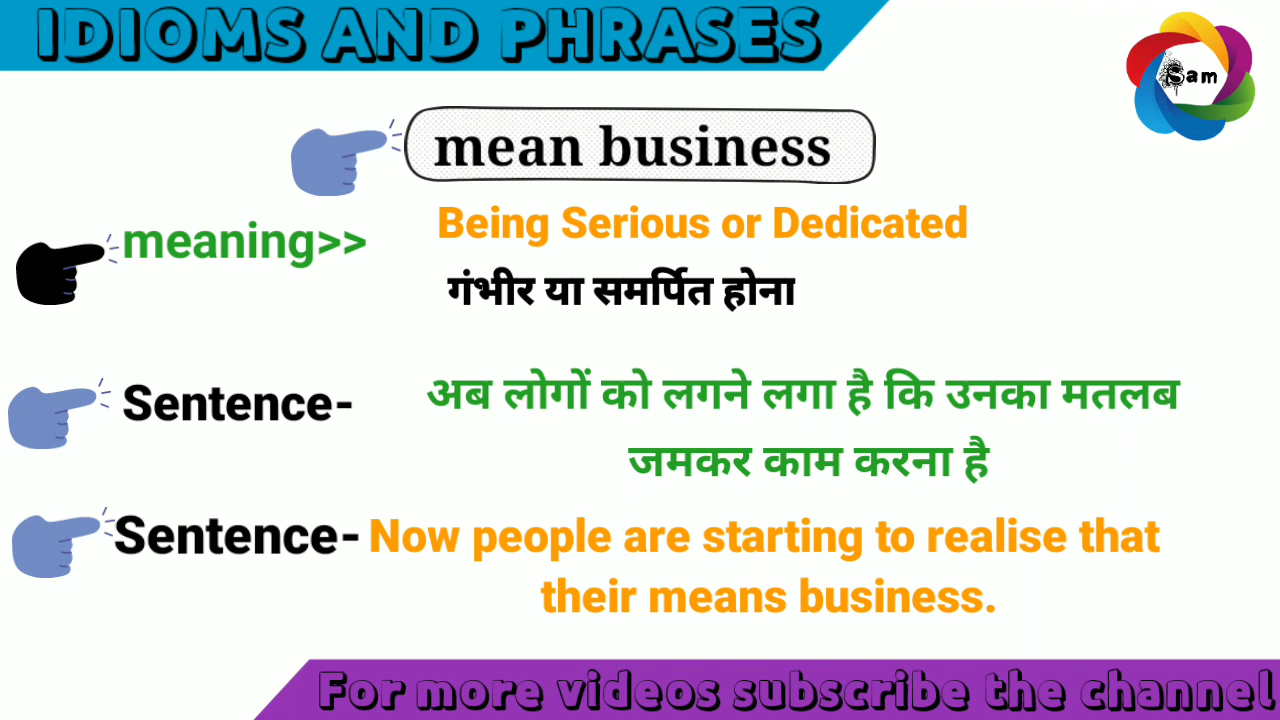 IDIOMS AND PHRASES
Sam
mean business
meaning>> Being Serious or Dedicated
गंभीर या समर्पित होना
Sentence- अब लोगों को लगने लगा है कि उनका मतलब
जमकर काम करना है
Sentence- Now people are starting to realise that
their means business.
For more videos subscribe the channel